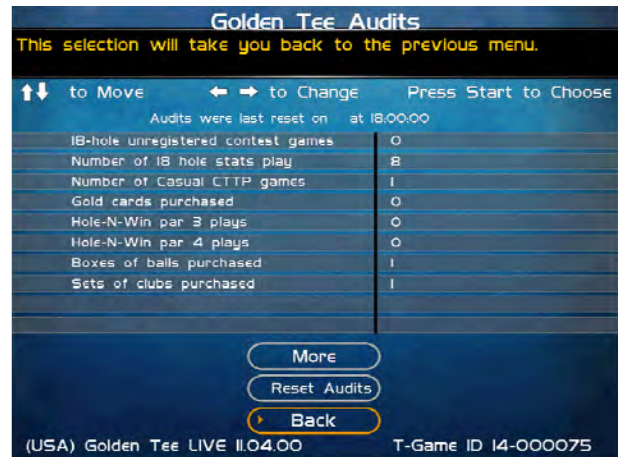 Golden Tee Audits
This selection will take you back to the previous menu.
to Move to Change Press Start to Choose
Audits were last reset on at 18:00:00
18-hole unregistered contest games 0
Number of 18 hole stats play 8
Number of Casual CTTP games 1
Gold cards purchased 0
Hole-N-Win par 3 plays 0
Hole-N-Win par 4 plays 0
Boxes of balls purchased 1
Sets of clubs purchased 1
More
Reset Audits
Back
(USA) Golden Tee LIVE 11.04.00 T-Game ID 14-000075